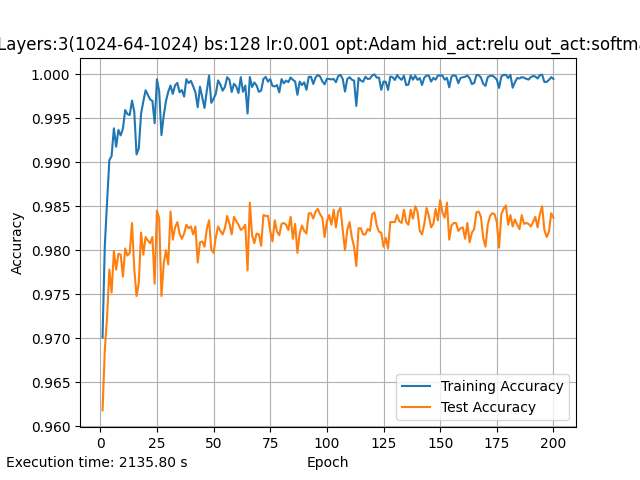 Layers:3(1024-64-1024) bs:128 lr:0.001 opt:Adam hid_act:relu out_act:softma
1.000
0.995
0.990
0.985
0.980
0.975
0.970
0.965
0.960
Accuracy
Training Accuracy
Test Accuracy
0 25 50 75 100 125 150 175 200
Execution time: 2135.80 s
Epoch